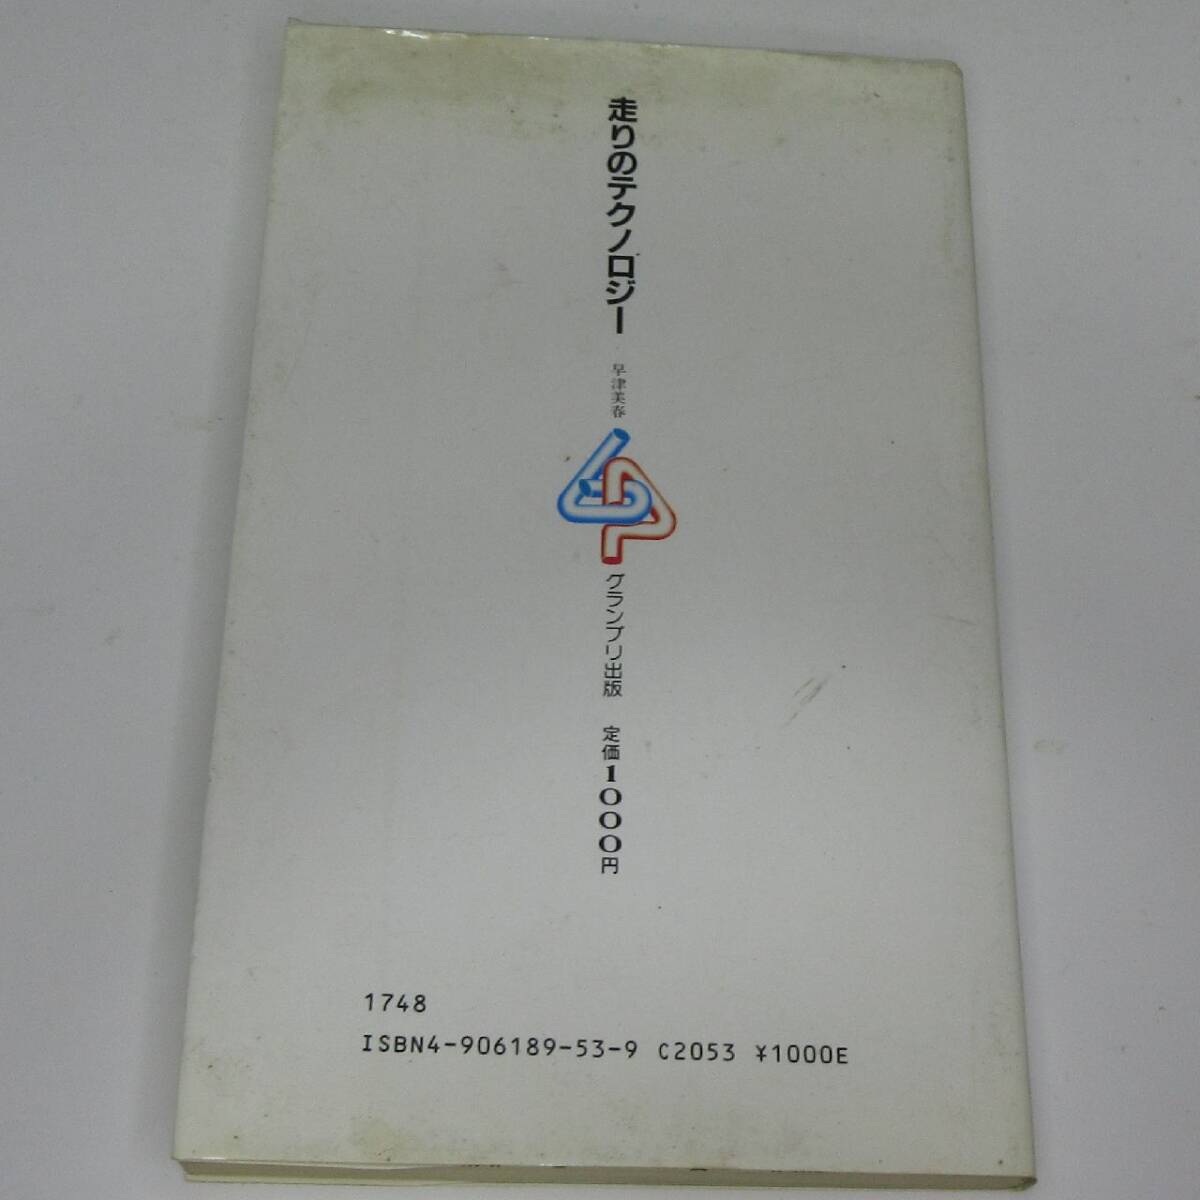 走りのテクノロジー
早津美春
グランプリ出版
定価1000円
1748
ISBN4-906189-53-9 C2053 ¥1000E